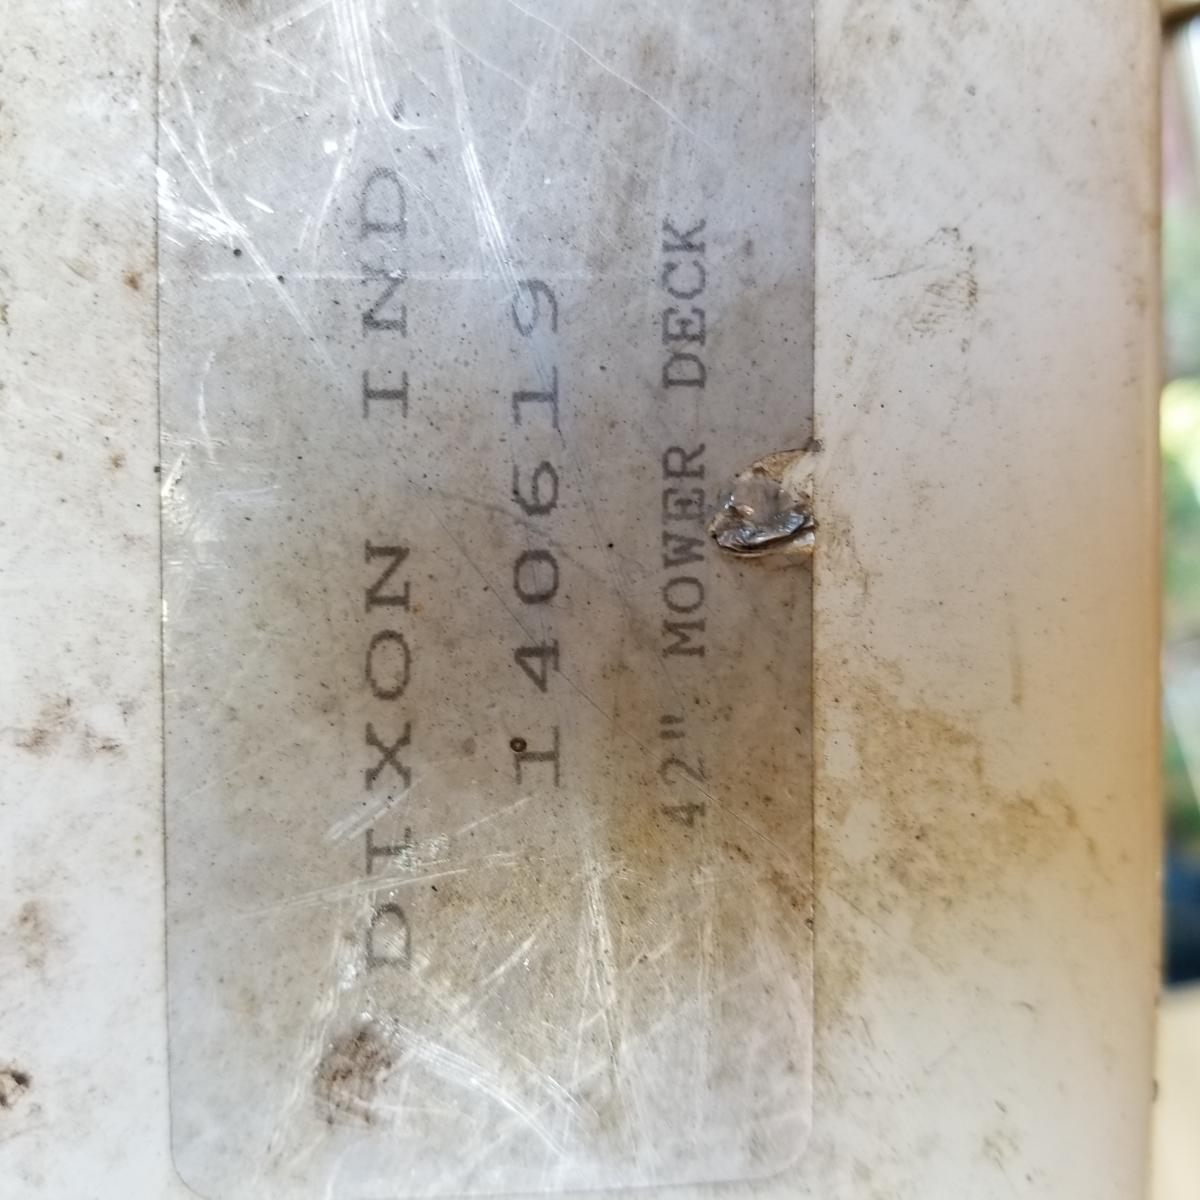 DIXON IND
140619
42" MOWER DECK